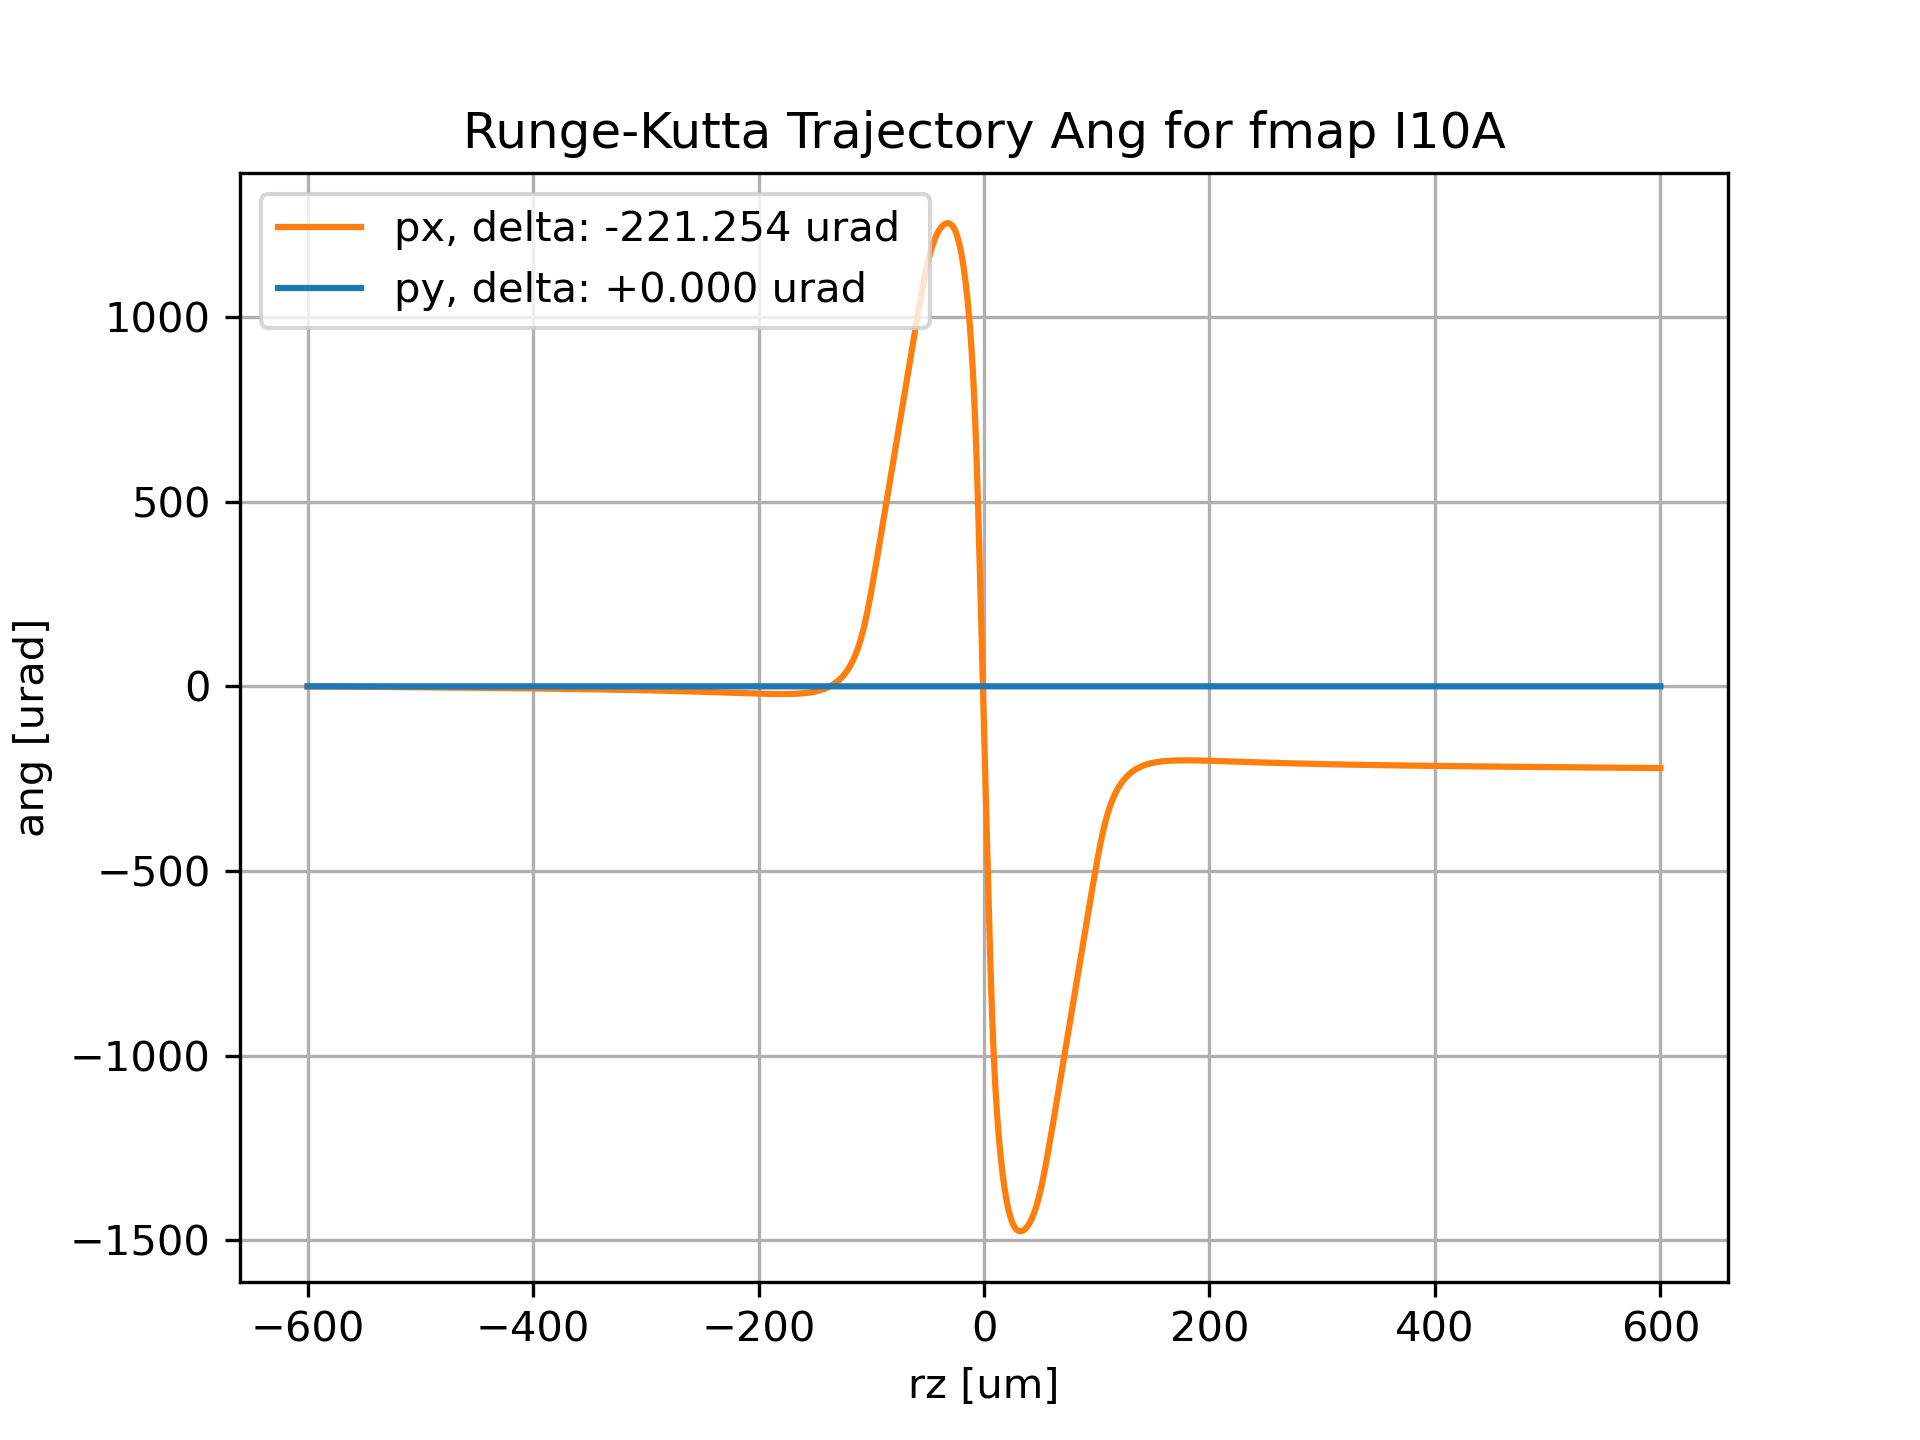 Runge-Kutta Trajectory Ang for fmap I10A
px, delta: -221.254 urad
py, delta: +0.000 urad
1000
500
0
−500
−1000
−1500
ang [urad]
−600 −400 −200 0 200 400 600
rz [um]